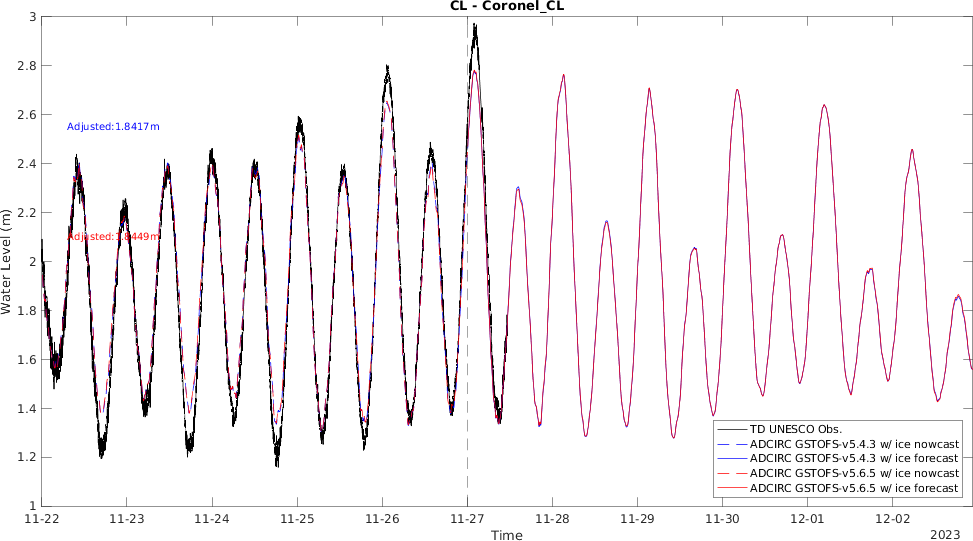 CL - Coronel_CL
3
2.8
2.6
2.4
2.2
2
1.8
1.6
1.4
1.2
1
Water Level (m)
Adjusted:1.8417m
Adjusted:1.8449m
TD UNESCO Obs.
ADCIRC GSTOFS-v5.4.3 w/ ice nowcast
ADCIRC GSTOFS-v5.4.3 w/ ice forecast
ADCIRC GSTOFS-v5.6.5 w/ ice nowcast
ADCIRC GSTOFS-v5.6.5 w/ ice forecast
11-22 11-23 11-24 11-25 11-26 11-27 11-28 11-29 11-30 12-01 12-02
Time
2023